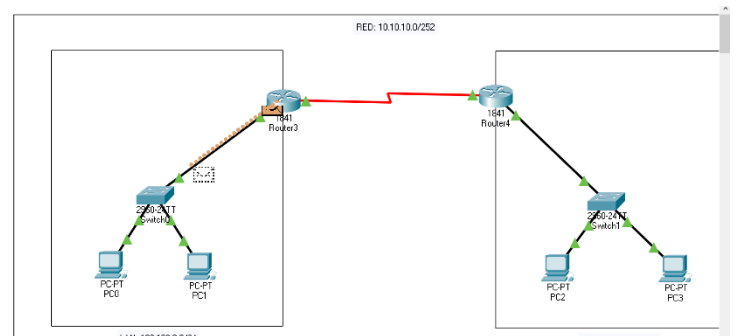 RED: 10.10.10.0/252
1841
Router3
1841
Router4
2960-24TT
Switch0
2960-24TT
Switch1
PC-PT
PC0
PC-PT
PC1
PC-PT
PC2
PC-PT
PC3